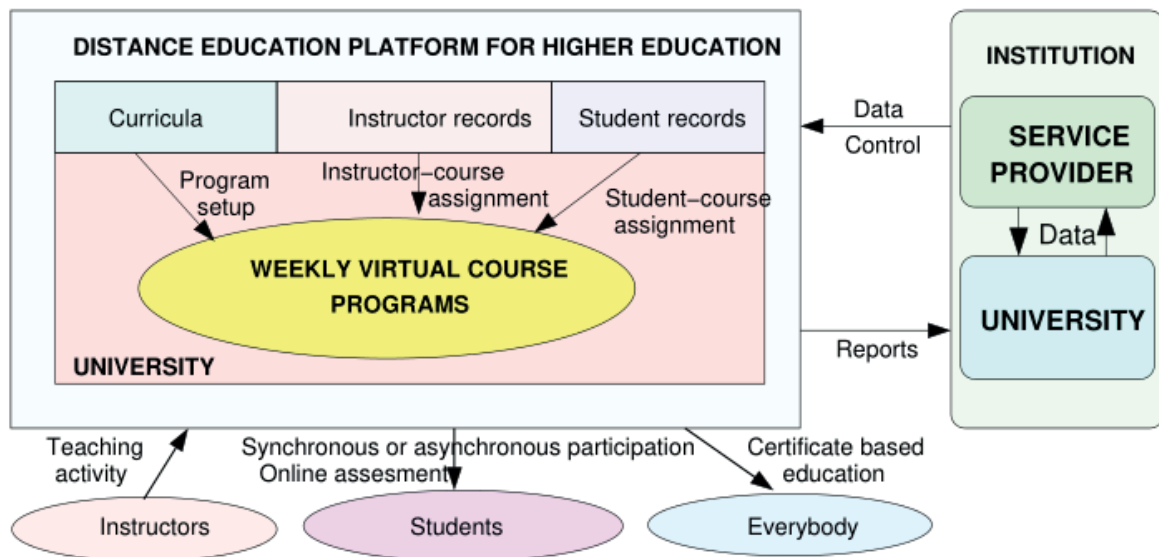 DISTANCE EDUCATION PLATFORM FOR HIGHER EDUCATION
Curricula
Instructor records
Student records
Program
setup
Instructor−course
assignment
Student−course
assignment
WEEKLY VIRTUAL COURSE
PROGRAMS
UNIVERSITY
Data
Control
Reports
INSTITUTION
SERVICE
PROVIDER
Data
UNIVERSITY
Teaching
activity
Synchronous or asynchronous participation
Online assesment
Certificate based
education
Instructors
Students
Everybody